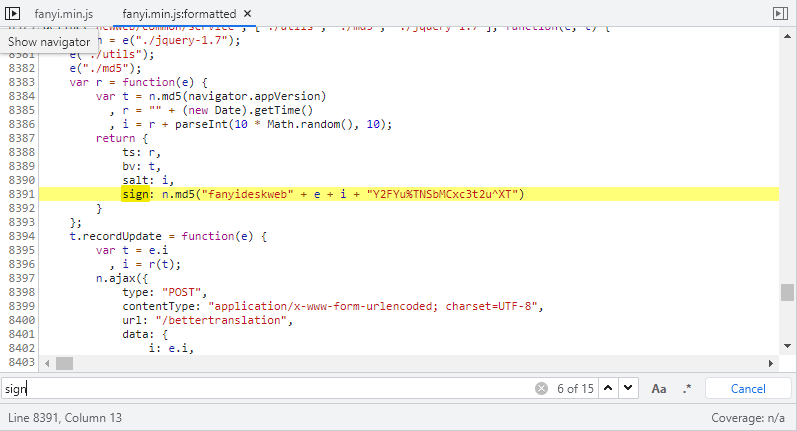 fanyi.min.js fanyi.min.js:formatted ×
Show navigator
n = e("./jquery-1.7");
8381 e("./utils");
8382 e("./md5");
8383 var r = function(e) {
8384 var t = n.md5(navigator.appVersion)
8385 , r = "" + (new Date).getTime()
8386 , i = r + parseInt(10 * Math.random(), 10);
8387 return {
8388 ts: r,
8389 bv: t,
8390 salt: i,
8391 sign: n.md5("fanyideskweb" + e + i + "Y2FYu%TNSbMCxc3t2u^XT")
8392 }
8393 };
8394 t.recordUpdate = function(e) {
8395 var t = e.i
8396 , i = r(t);
8397 n.ajax({
8398 type: "POST",
8399 contentType: "application/x-www-form-urlencoded; charset=UTF-8",
8400 url: "/bettertranslation",
8401 data: {
8402 i: e.i,
8403
sign 6 of 15 Aa .* Cancel
Line 8391, Column 13 Coverage: n/a